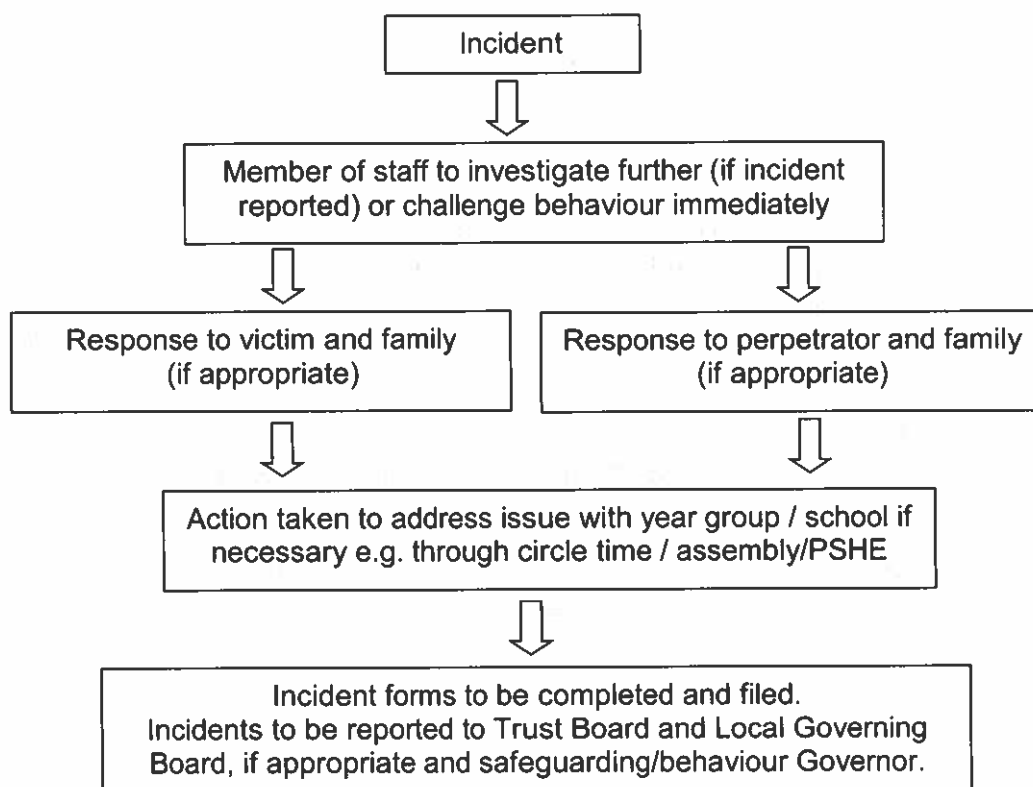 Incident
Member of staff to investigate further (if incident
reported) or challenge behaviour immediately
Response to victim and family
(if appropriate)
Response to perpetrator and family
(if appropriate)
Action taken to address issue with year group / school if
necessary e.g. through circle time / assembly/PSHE
Incident forms to be completed and filed.
Incidents to be reported to Trust Board and Local Governing
Board, if appropriate and safeguarding/behaviour Governor.